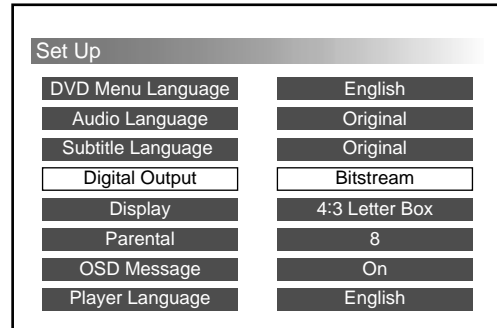 Set Up
DVD Menu Language English
Audio Language Original
Subtitle Language Original
Digital Output Bitstream
Display 4:3 Letter Box
Parental 8
OSD Message On
Player Language English